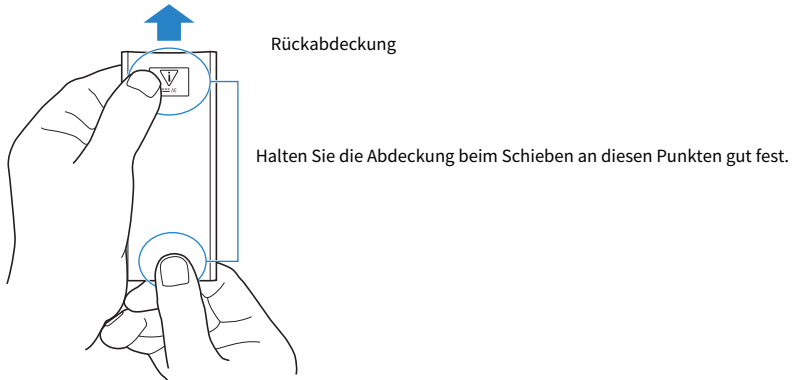 Rückabdeckung
Halten Sie die Abdeckung beim Schieben an diesen Punkten gut fest.